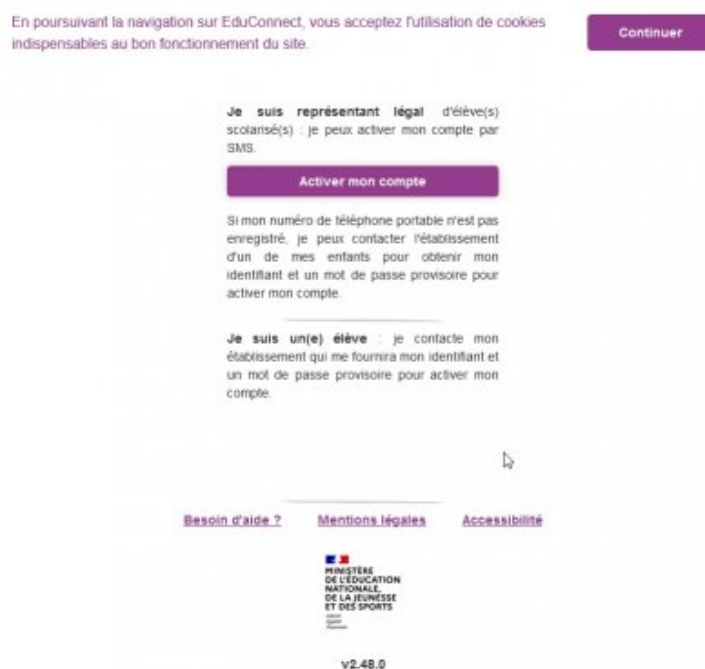 En poursuivant la navigation sur EduConnect, vous acceptez l'utilisation de cookies
indispensables au bon fonctionnement du site.
Continuer
Je suis représentant légal d'élève(s)
scolarisé(s) : je peux activer mon compte par
SMS.
Activer mon compte
Si mon numéro de téléphone portable n'est pas
enregistré, je peux contacter l'établissement
d'un de mes enfants pour obtenir mon
identifiant et un mot de passe provisoire pour
activer mon compte.
Je suis un(e) élève : je contacte mon
établissement qui me fournira mon identifiant et
un mot de passe provisoire pour activer mon
compte.
Besoin d'aide ? Mentions légales Accessibilité
MINISTÈRE
DE L'ÉDUCATION
NATIONALE,
DE LA JEUNESSE
ET DES SPORTS
v2.48.0